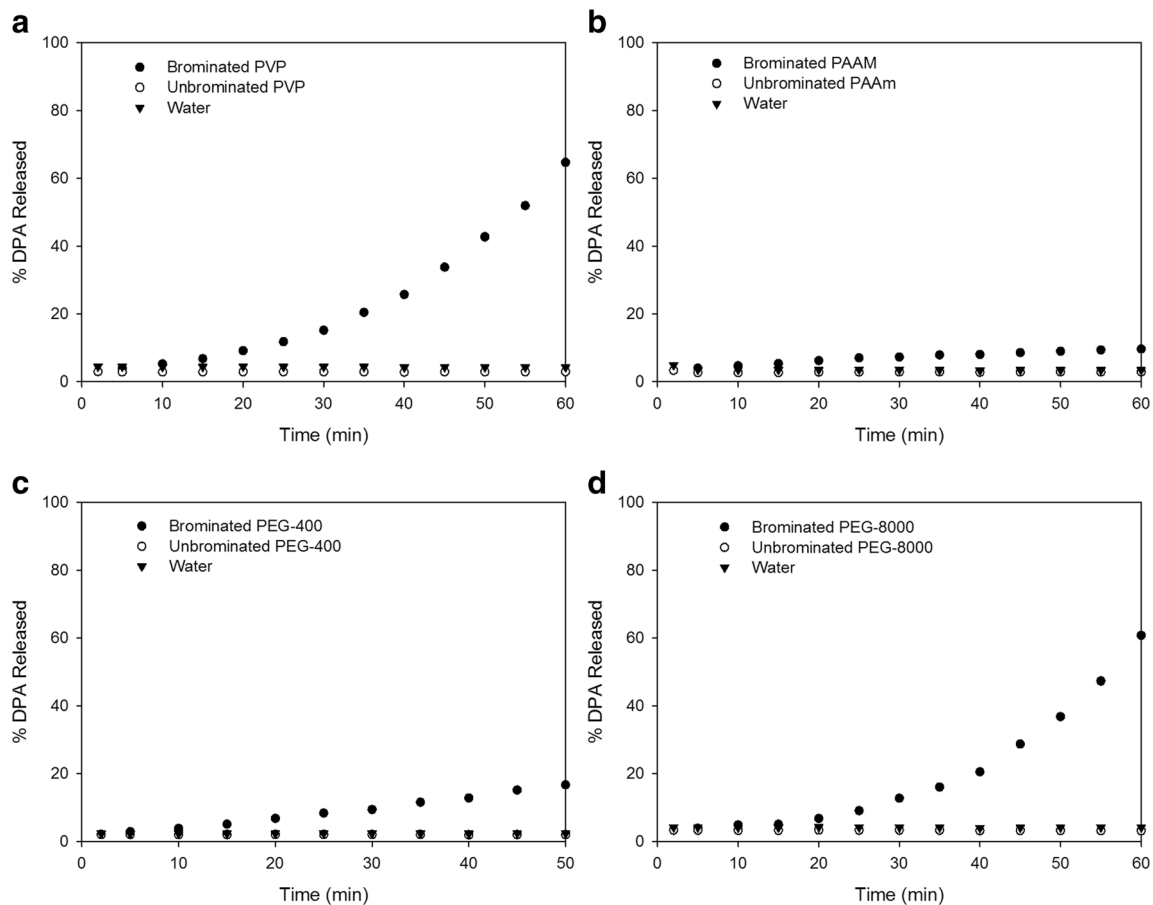 a
100
80
60
40
20
0
% DPA Released
Brominated PVP
Unbrominated PVP
Water
0 10 20 30 40 50 60
Time (min)
b
100
80
60
40
20
0
% DPA Released
Brominated PAAM
Unbrominated PAAm
Water
0 10 20 30 40 50 60
Time (min)
c
100
80
60
40
20
0
% DPA Released
Brominated PEG-400
Unbrominated PEG-400
Water
0 10 20 30 40 50
Time (min)
d
100
80
60
40
20
0
% DPA Released
Brominated PEG-8000
Unbrominated PEG-8000
Water
0 10 20 30 40 50 60
Time (min)